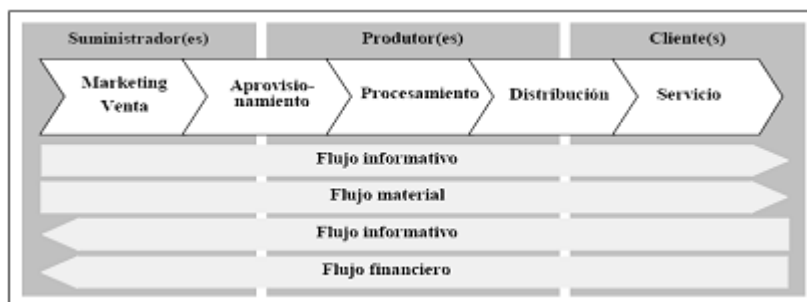 Suministrador(es)
Produtor(es)
Cliente(s)
Marketing
Venta
Aprovisio-
namiento
Procesamiento
Distribución
Servicio
Flujo informativo
Flujo material
Flujo informativo
Flujo financiero